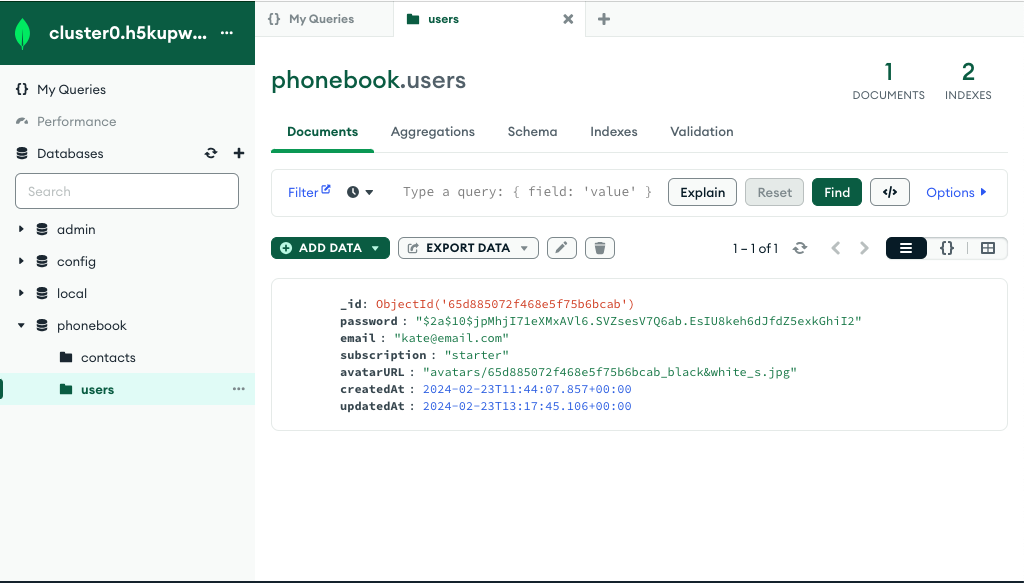 cluster0.h5kupw... ...
{} My Queries
Performance
Databases
Search
admin
config
local
phonebook
contacts
users ...
{} My Queries
users
phonebook.users
1
DOCUMENTS
2
INDEXES
Documents Aggregations Schema Indexes Validation
Filter Type a query: { field: 'value' } Explain Reset Find </> Options
ADD DATA EXPORT DATA 1 – 1 of 1 {}
_id: ObjectId('65d885072f468e5f75b6bcab')
password : "$2a$10$jpMhjI71eXMxAVl6.SVZsesV7Q6ab.EsIU8keh6dJfdZ5exkGhiI2"
email : "kate@email.com"
subscription : "starter"
avatarURL : "avatars/65d885072f468e5f75b6bcab_black&white_s.jpg"
createdAt : 2024-02-23T11:44:07.857+00:00
updatedAt : 2024-02-23T13:17:45.106+00:00